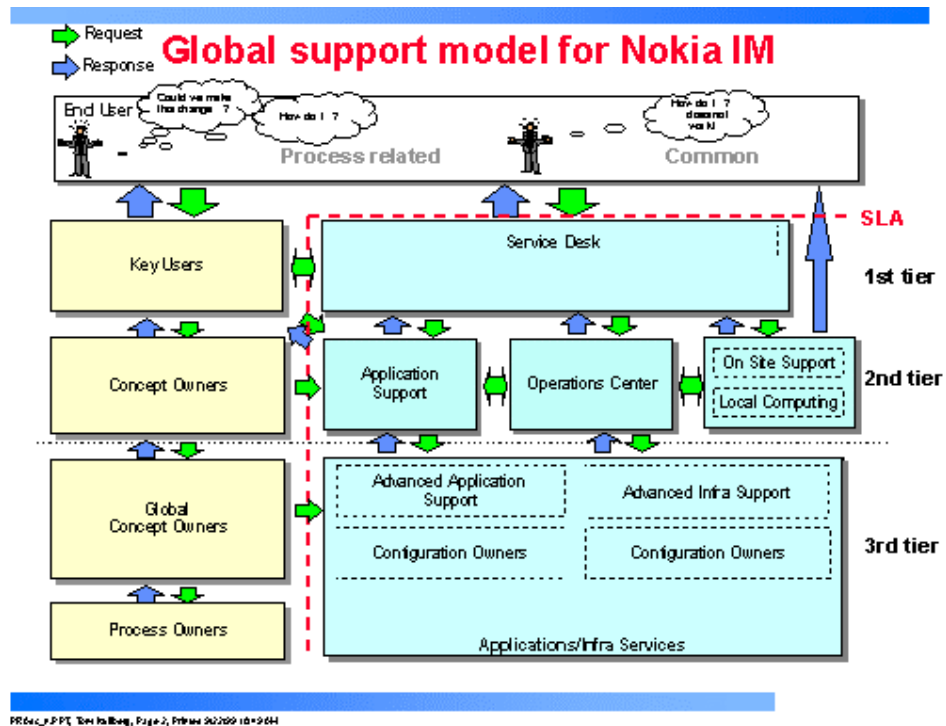 Request
Response
Global support model for Nokia IM
End User
Could we make
this change ?
How do I ?
How do I ?
does not
work
Process related
Common
SLA
Key Users
Service Desk
1st tier
Concept Owners
Application
Support
Operations Center
On Site Support
Local Computing
2nd tier
Global
Concept Owners
Advanced Application
Support
Advanced Infra Support
Configuration Owners
Configuration Owners
3rd tier
Process Owners
Applications/Infra Services
Page 2,